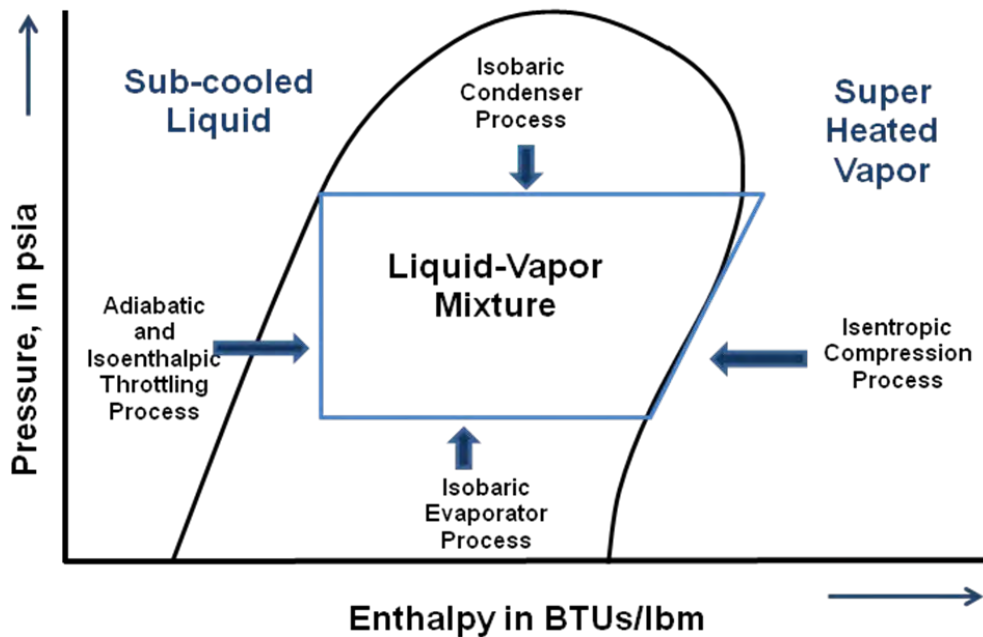 Sub-cooled
Liquid
Isobaric
Condenser
Process
Super
Heated
Vapor
Liquid-Vapor
Mixture
Adiabatic
and
Isoenthalpic
Throttling
Process
Isentropic
Compression
Process
Isobaric
Evaporator
Process
Pressure, in psia
Enthalpy in BTUs/lbm